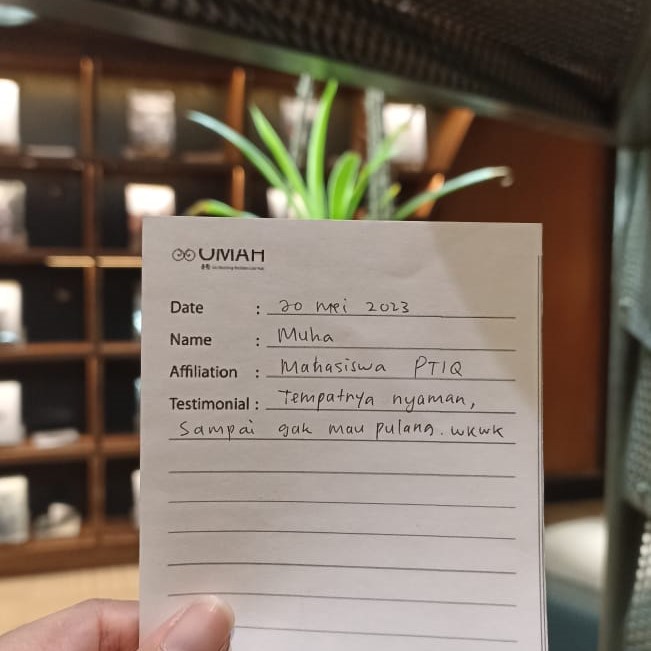 UMAH
Date : 20 mei 2023
Name : Muha
Affiliation : Mahasiswa PTIQ
Testimonial : Tempatnya nyaman,
Sampai gak mau pulang. wkwk